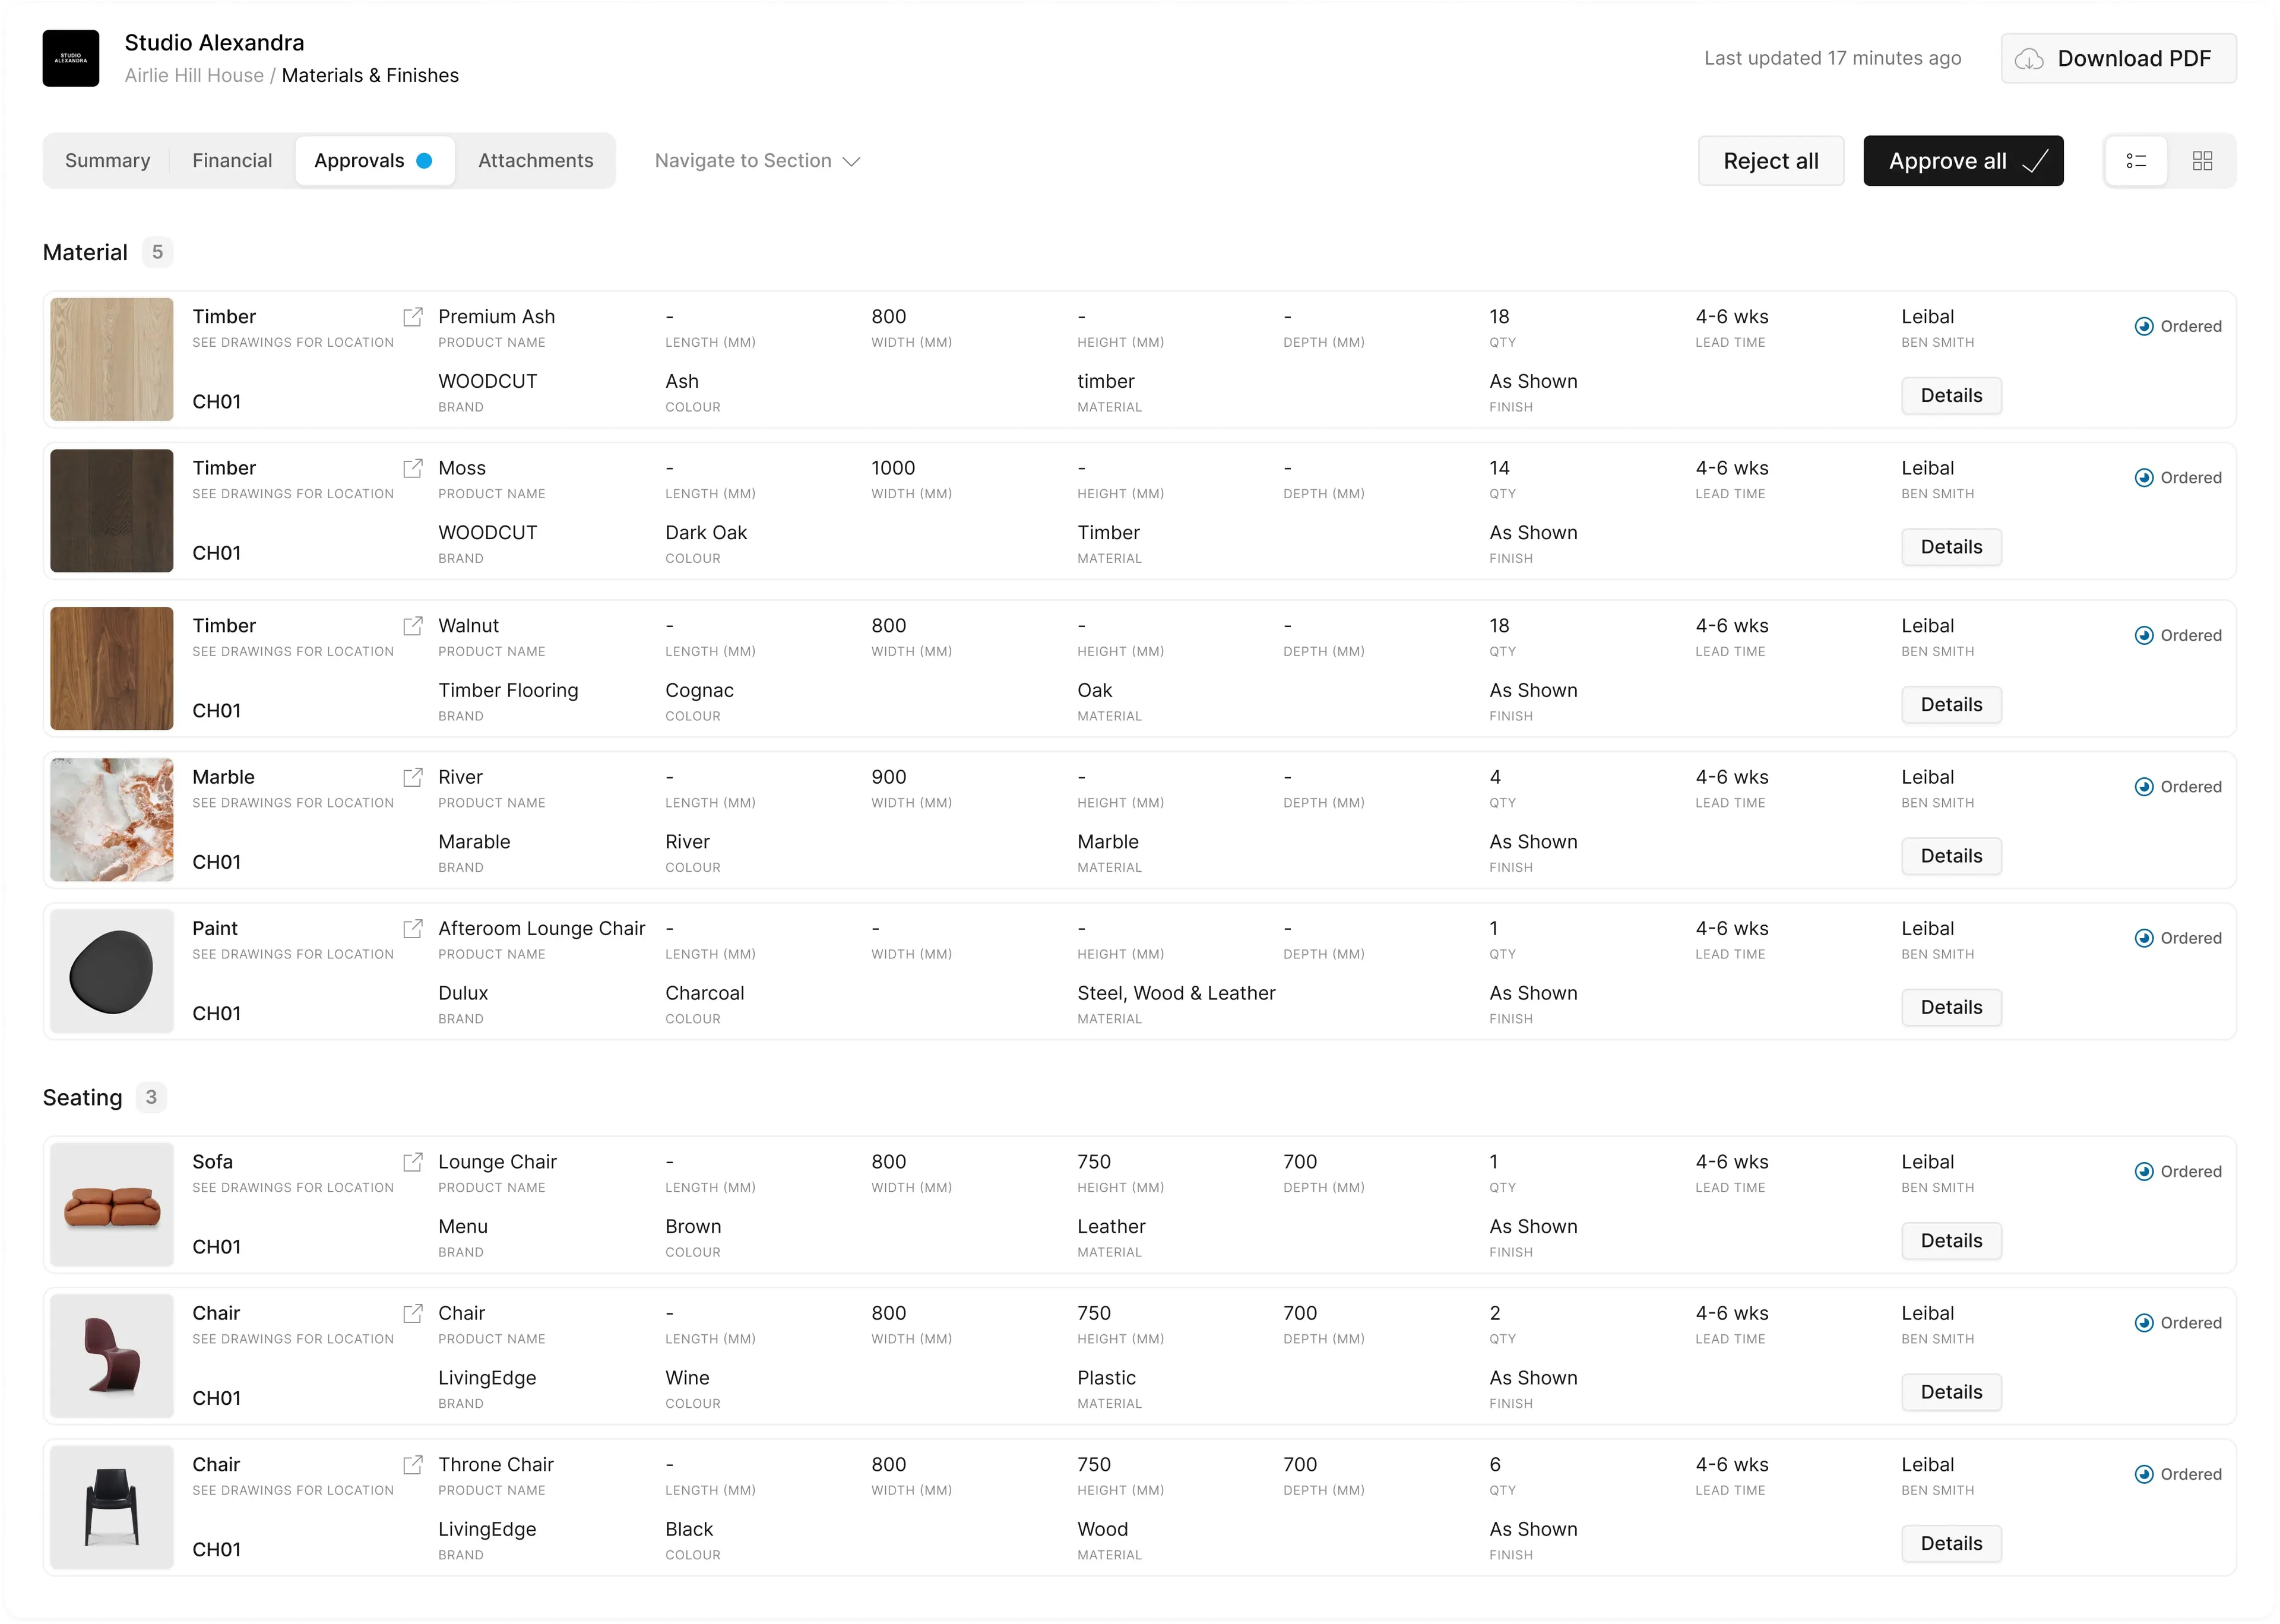 STUDIO
ALEXANDRA
Studio Alexandra
Airlie Hill House / Materials & Finishes
Last updated 17 minutes ago
Download PDF
Summary
Financial
Approvals
Attachments
Navigate to Section
Reject all
Approve all
Material 5
Timber Premium Ash - 800 - - 18 4-6 wks Leibal Ordered
SEE DRAWINGS FOR LOCATION PRODUCT NAME LENGTH (MM) WIDTH (MM) HEIGHT (MM) DEPTH (MM) QTY LEAD TIME BEN SMITH
CH01 WOODCUT Ash timber As Shown Details
BRAND COLOUR MATERIAL FINISH
Timber Moss - 1000 - - 14 4-6 wks Leibal Ordered
SEE DRAWINGS FOR LOCATION PRODUCT NAME LENGTH (MM) WIDTH (MM) HEIGHT (MM) DEPTH (MM) QTY LEAD TIME BEN SMITH
CH01 WOODCUT Dark Oak Timber As Shown Details
BRAND COLOUR MATERIAL FINISH
Timber Walnut - 800 - - 18 4-6 wks Leibal Ordered
SEE DRAWINGS FOR LOCATION PRODUCT NAME LENGTH (MM) WIDTH (MM) HEIGHT (MM) DEPTH (MM) QTY LEAD TIME BEN SMITH
CH01 Timber Flooring Cognac Oak As Shown Details
BRAND COLOUR MATERIAL FINISH
Marble River - 900 - - 4 4-6 wks Leibal Ordered
SEE DRAWINGS FOR LOCATION PRODUCT NAME LENGTH (MM) WIDTH (MM) HEIGHT (MM) DEPTH (MM) QTY LEAD TIME BEN SMITH
CH01 Marable River Marble As Shown Details
BRAND COLOUR MATERIAL FINISH
Paint Afteroom Lounge Chair - - - - 1 4-6 wks Leibal Ordered
SEE DRAWINGS FOR LOCATION PRODUCT NAME LENGTH (MM) WIDTH (MM) HEIGHT (MM) DEPTH (MM) QTY LEAD TIME BEN SMITH
CH01 Dulux Charcoal Steel, Wood & Leather As Shown Details
BRAND COLOUR MATERIAL FINISH
Seating 3
Sofa Lounge Chair - 800 750 700 1 4-6 wks Leibal Ordered
SEE DRAWINGS FOR LOCATION PRODUCT NAME LENGTH (MM) WIDTH (MM) HEIGHT (MM) DEPTH (MM) QTY LEAD TIME BEN SMITH
CH01 Menu Brown Leather As Shown Details
BRAND COLOUR MATERIAL FINISH
Chair Chair - 800 750 700 2 4-6 wks Leibal Ordered
SEE DRAWINGS FOR LOCATION PRODUCT NAME LENGTH (MM) WIDTH (MM) HEIGHT (MM) DEPTH (MM) QTY LEAD TIME BEN SMITH
CH01 LivingEdge Wine Plastic As Shown Details
BRAND COLOUR MATERIAL FINISH
Chair Throne Chair - 800 750 700 6 4-6 wks Leibal Ordered
SEE DRAWINGS FOR LOCATION PRODUCT NAME LENGTH (MM) WIDTH (MM) HEIGHT (MM) DEPTH (MM) QTY LEAD TIME BEN SMITH
CH01 LivingEdge Black Wood As Shown Details
BRAND COLOUR MATERIAL FINISH